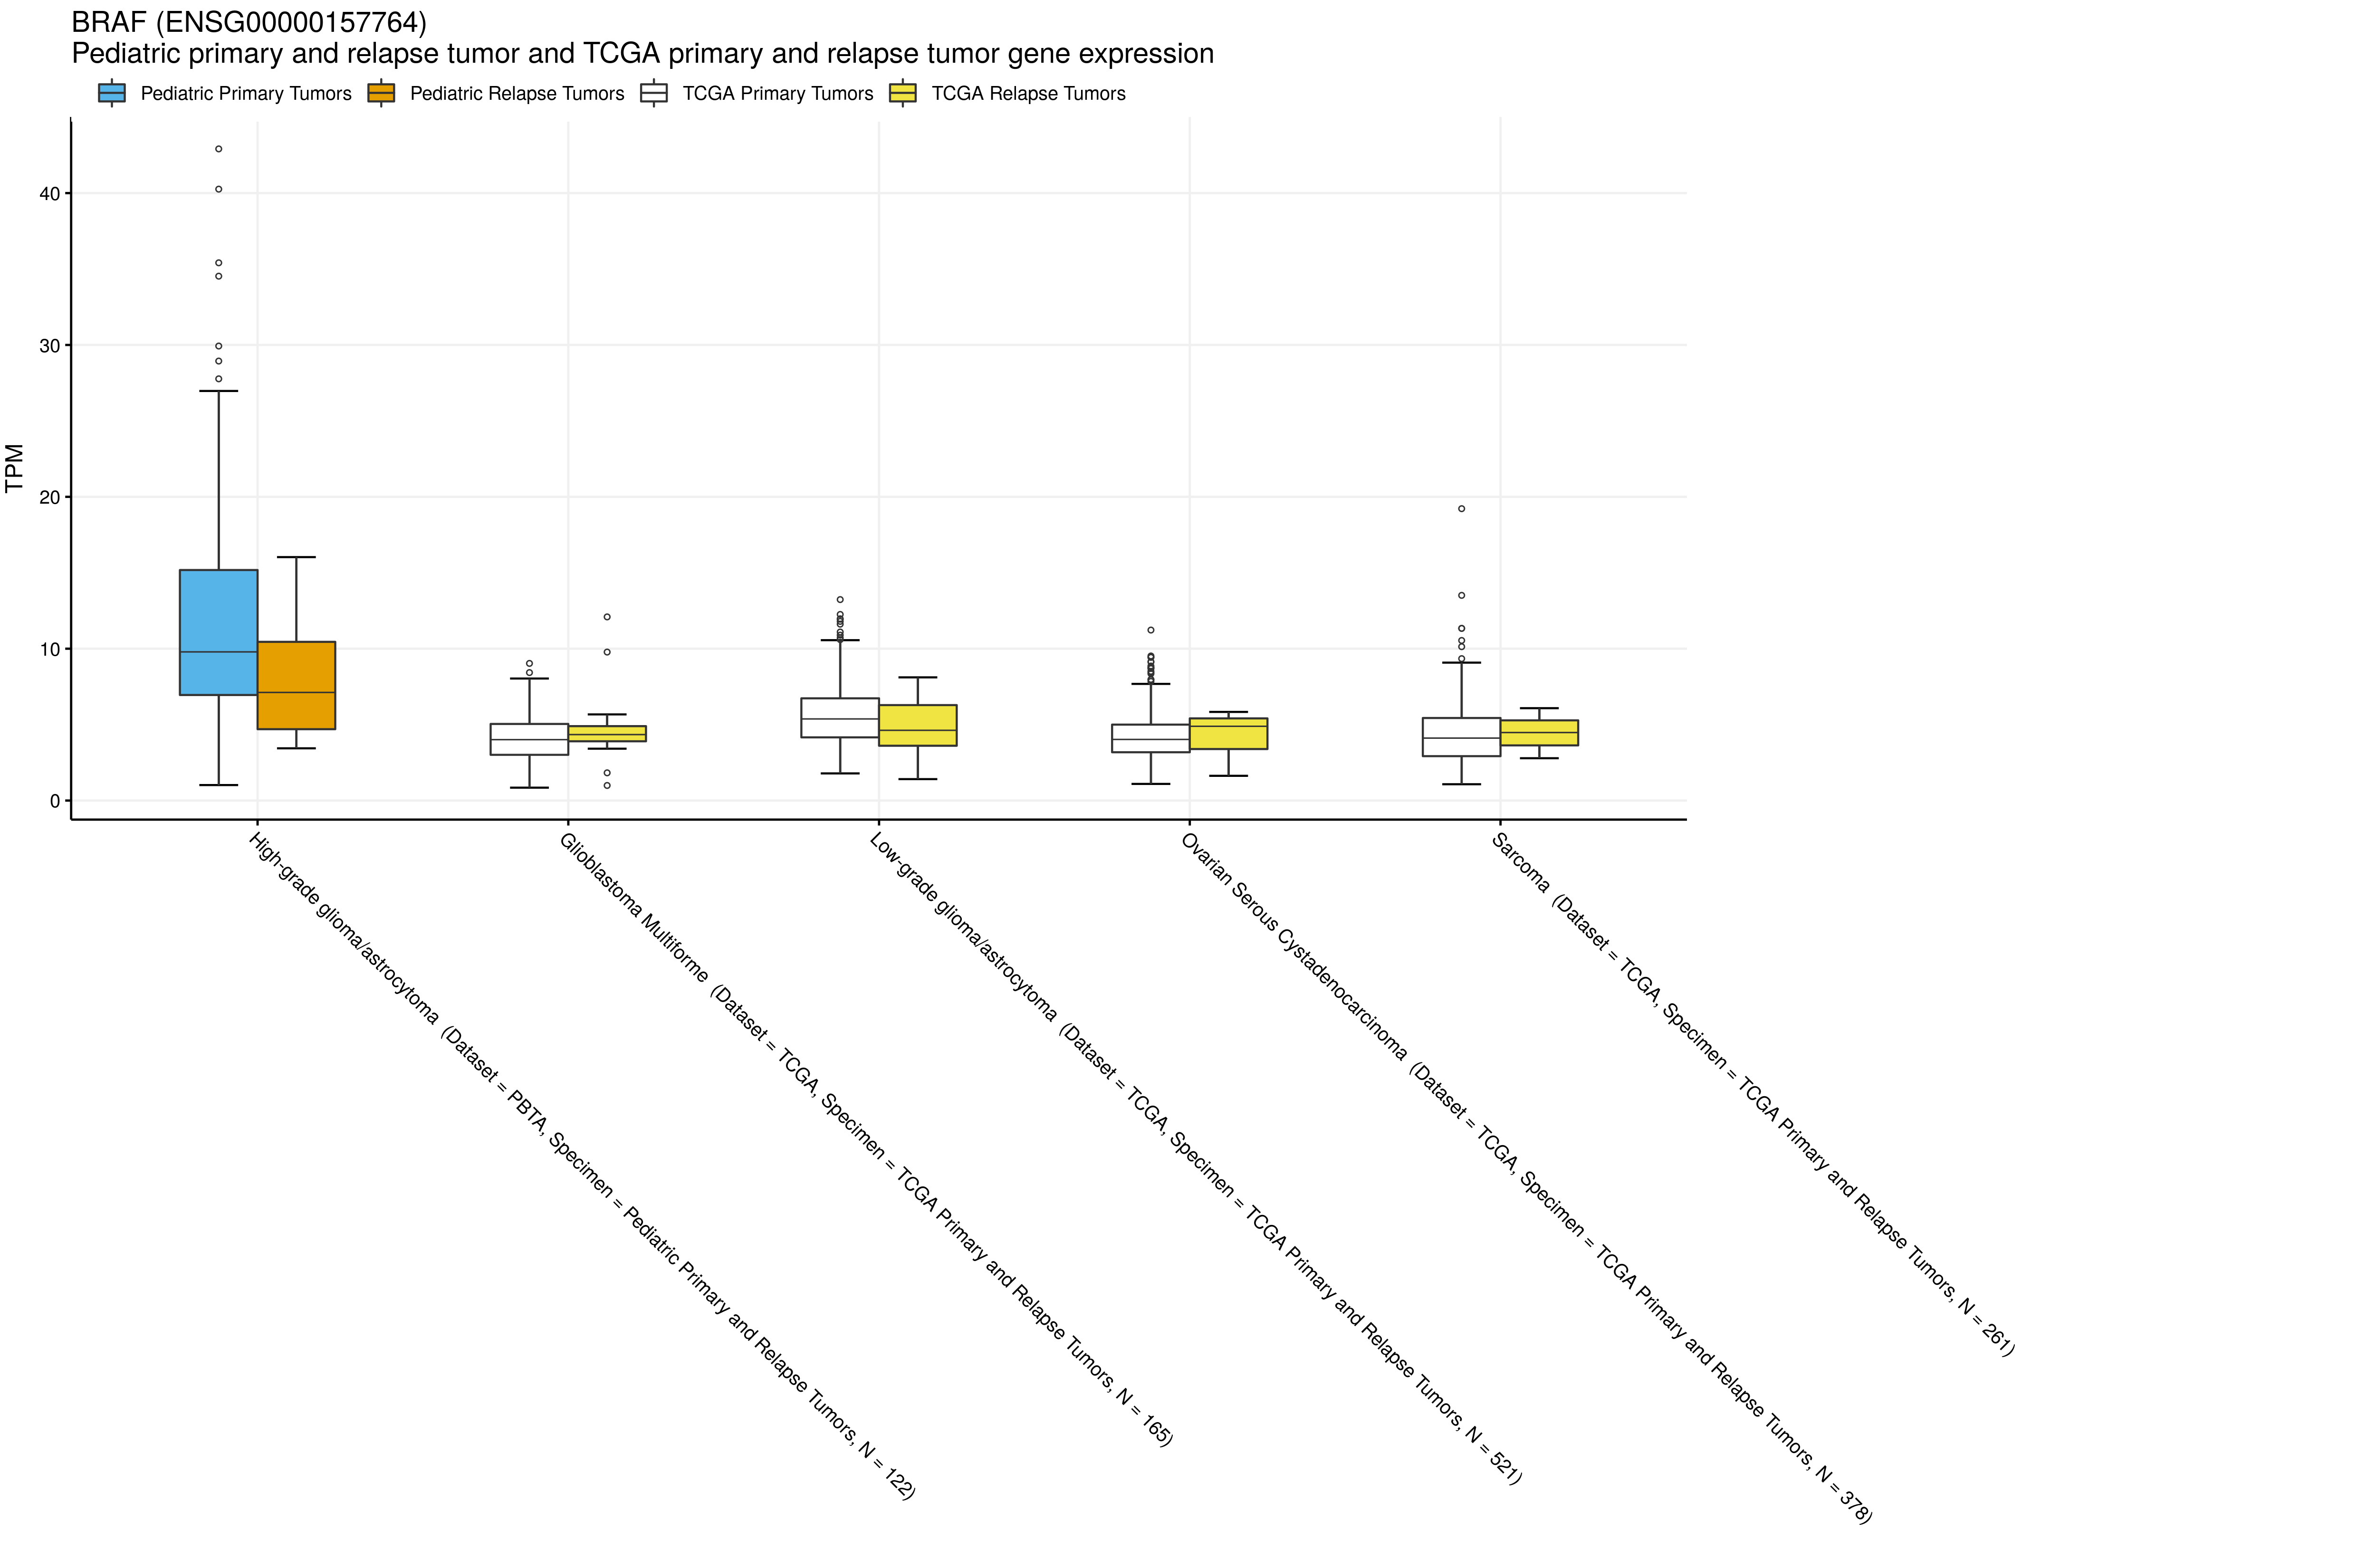 BRAF (ENSG00000157764)
Pediatric primary and relapse tumor and TCGA primary and relapse tumor gene expression
Pediatric Primary Tumors Pediatric Relapse Tumors TCGA Primary Tumors TCGA Relapse Tumors
TPM
40
30
20
10
0
High-grade glioma/astrocytoma (Dataset = PBTA, Specimen = Pediatric Primary and Relapse Tumors, N = 122)
Glioblastoma Multiforme (Dataset = TCGA, Specimen = TCGA Primary and Relapse Tumors, N = 165)
Low-grade glioma/astrocytoma (Dataset = TCGA, Specimen = TCGA Primary and Relapse Tumors, N = 521)
Ovarian Serous Cystadenocarcinoma (Dataset = TCGA, Specimen = TCGA Primary and Relapse Tumors, N = 378)
Sarcoma (Dataset = TCGA, Specimen = TCGA Primary and Relapse Tumors, N = 261)